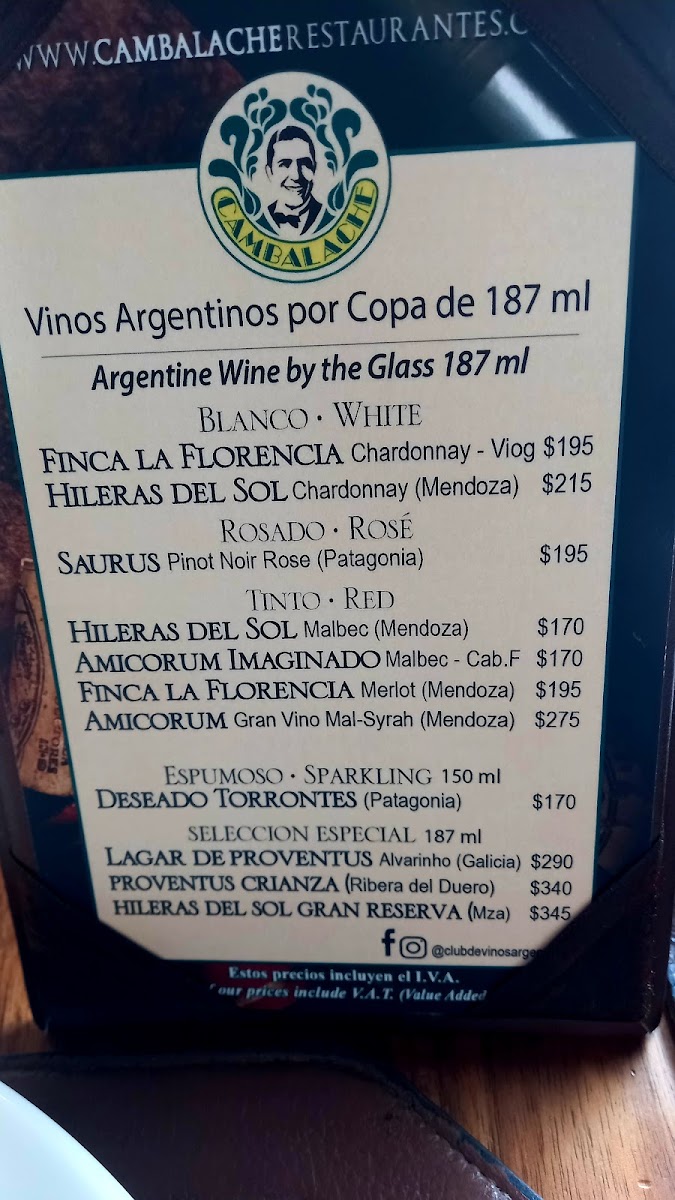 WWW.CAMBALACHERESTAURANTES.C
CAMBALACHE
Vinos Argentinos por Copa de 187 ml
Argentine Wine by the Glass 187 ml
BLANCO · WHITE
FINCA LA FLORENCIA Chardonnay - Viog $195
HILERAS DEL SOL Chardonnay (Mendoza) $215
ROSADO · ROSÉ
SAURUS Pinot Noir Rose (Patagonia) $195
TINTO · RED
HILERAS DEL SOL Malbec (Mendoza) $170
AMICORUM IMAGINADO Malbec - Cab.F $170
FINCA LA FLORENCIA Merlot (Mendoza) $195
AMICORUM Gran Vino Mal-Syrah (Mendoza) $275
ESPUMOSO · SPARKLING 150 ml
DESEADO TORRONTES (Patagonia) $170
SELECCION ESPECIAL 187 ml
LAGAR DE PROVENTUS Alvarinho (Galicia) $290
PROVENTUS CRIANZA (Ribera del Duero) $340
HILERAS DEL SOL GRAN RESERVA (Mza) $345
@clubdevinosargen
Estos precios incluyen el I.V.A.
our prices include V.A.T. (Value Added